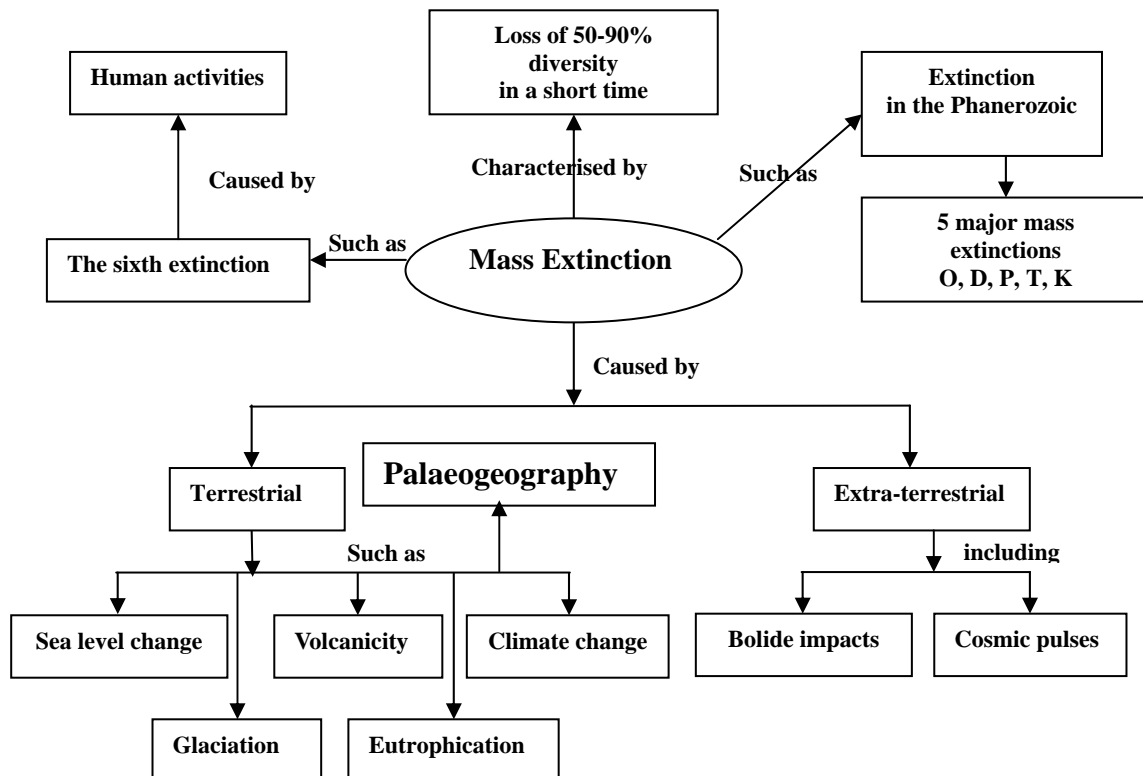 Loss of 50-90%
diversity
in a short time
Human activities
Extinction
in the Phanerozoic
Caused by
Characterised by
Such as
5 major mass
extinctions
O, D, P, T, K
The sixth extinction
Such as
Mass Extinction
Caused by
Palaeogeography
Terrestrial
Extra-terrestrial
Such as
including
Sea level change
Volcanicity
Climate change
Bolide impacts
Cosmic pulses
Glaciation
Eutrophication